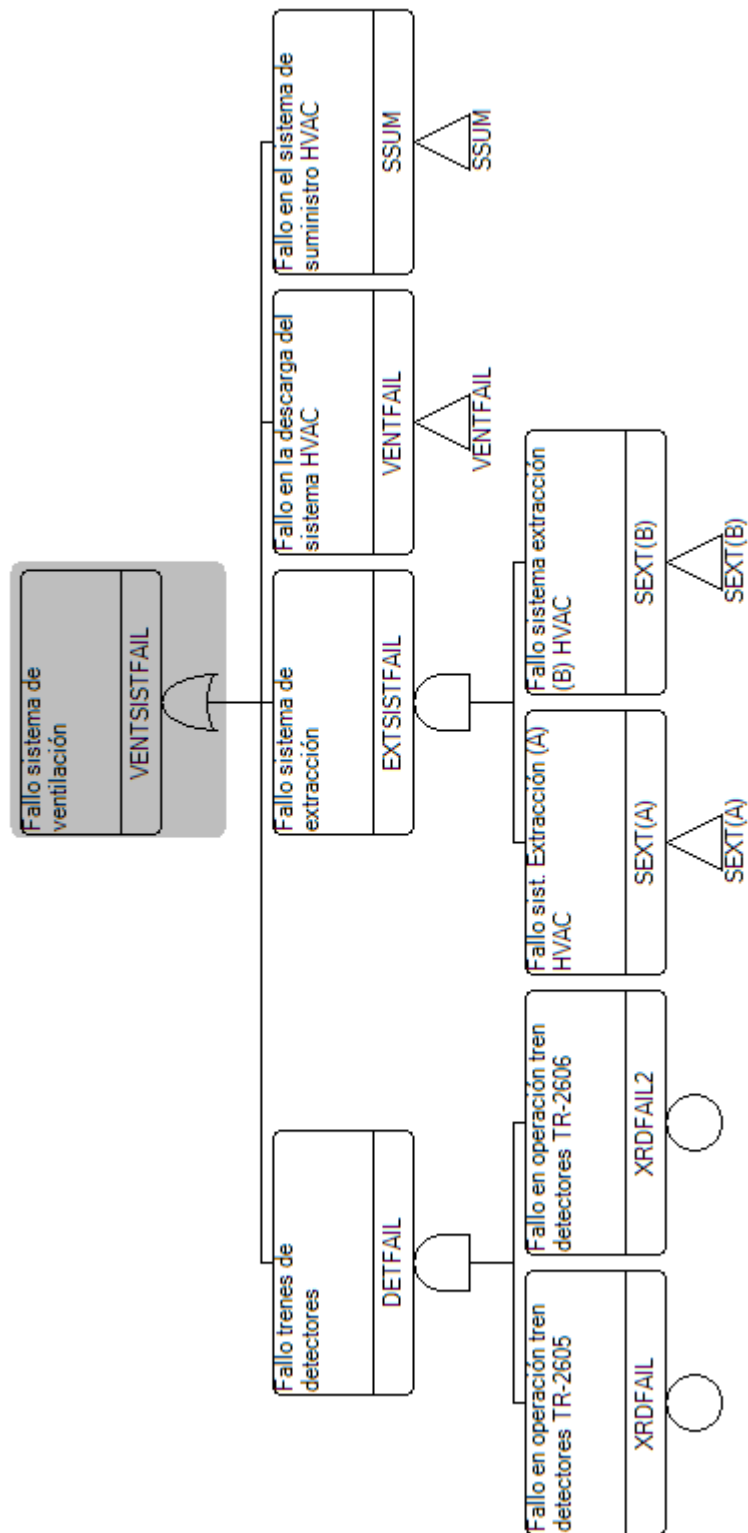 Fallo sistema de
ventilación
VENTSISTFAIL
Fallo trenes de
detectores
DETFAIL
Fallo sistema de
extracción
EXTSISTFAIL
Fallo en la descarga del
sistema HVAC
VENTFAIL
VENTFAIL
Fallo en el sistema de
suministro HVAC
SSUM
SSUM
Fallo en operación tren
detectores TR-2605
XRDFAIL
Fallo en operación tren
detectores TR-2606
XRDFAIL2
Fallo sist. Extracción (A)
HVAC
SEXT(A)
SEXT(A)
Fallo sistema extracción
(B) HVAC
SEXT(B)
SEXT(B)